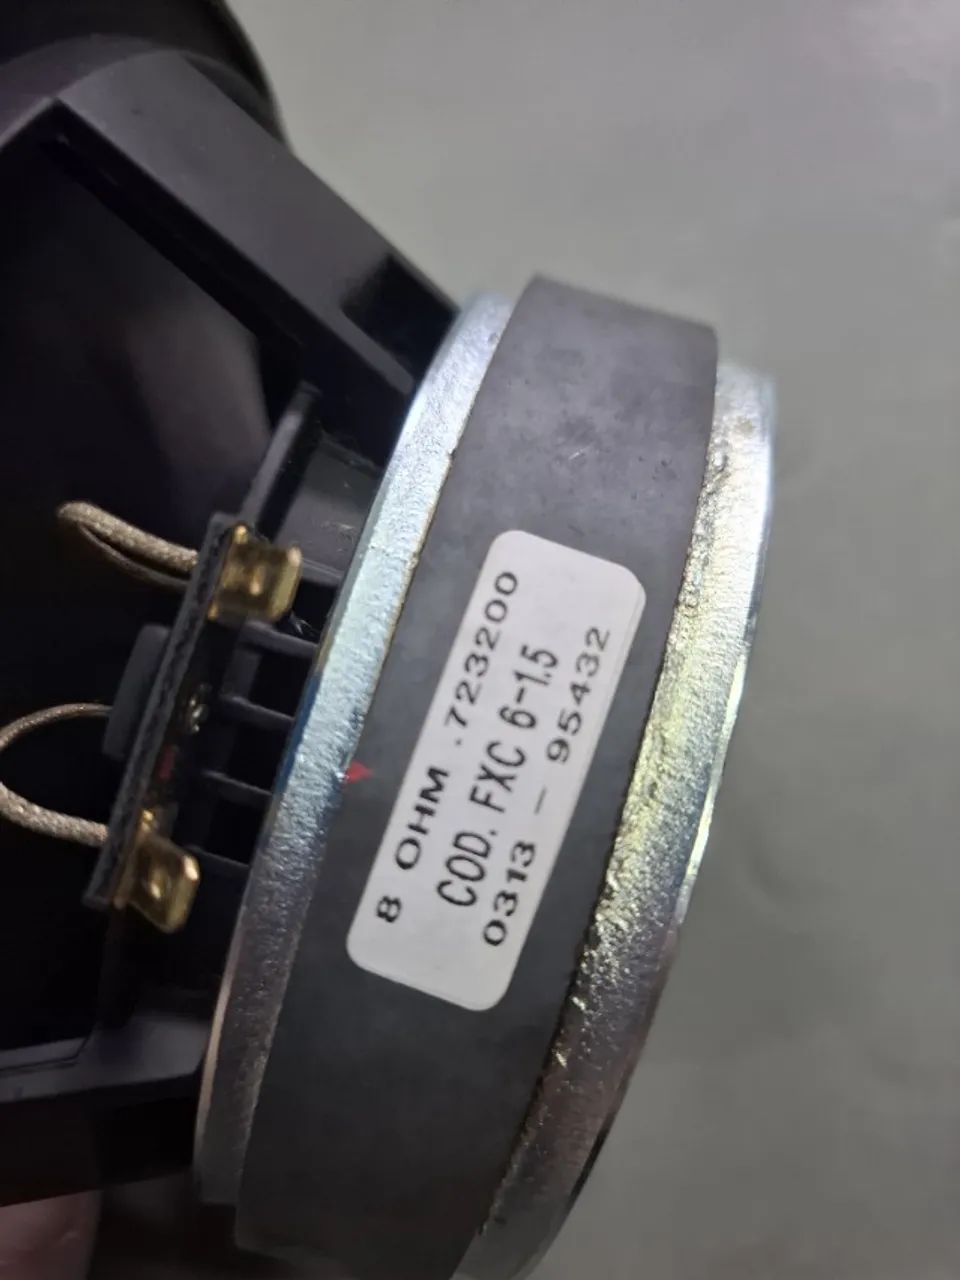 8 OHM .723200
COD. FXC 6-1.5
0313 - 95432